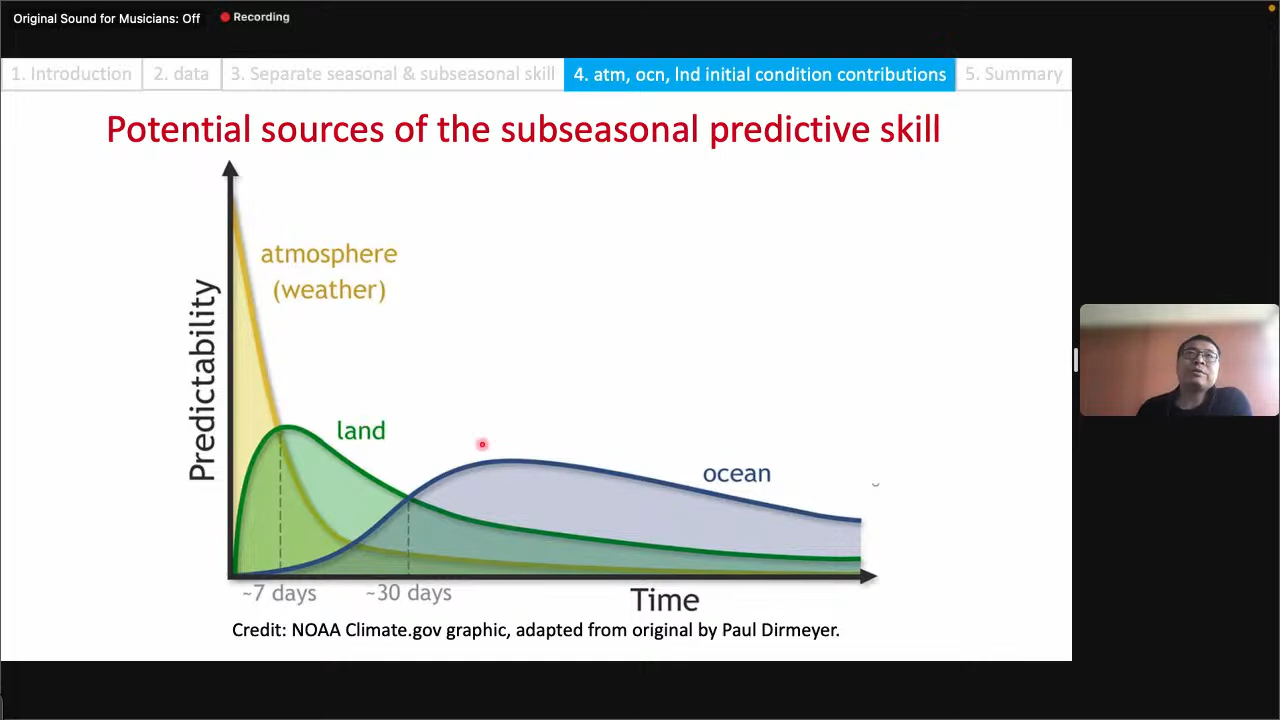 Original Sound for Musicians: Off
Recording
1. Introduction
2. data
3. Separate seasonal & subseasonal skill
4. atm, ocn, lnd initial condition contributions
5. Summary
Potential sources of the subseasonal predictive skill
atmosphere
(weather)
Predictability
land
ocean
~7 days
~30 days
Time
Credit: NOAA Climate.gov graphic, adapted from original by Paul Dirmeyer.